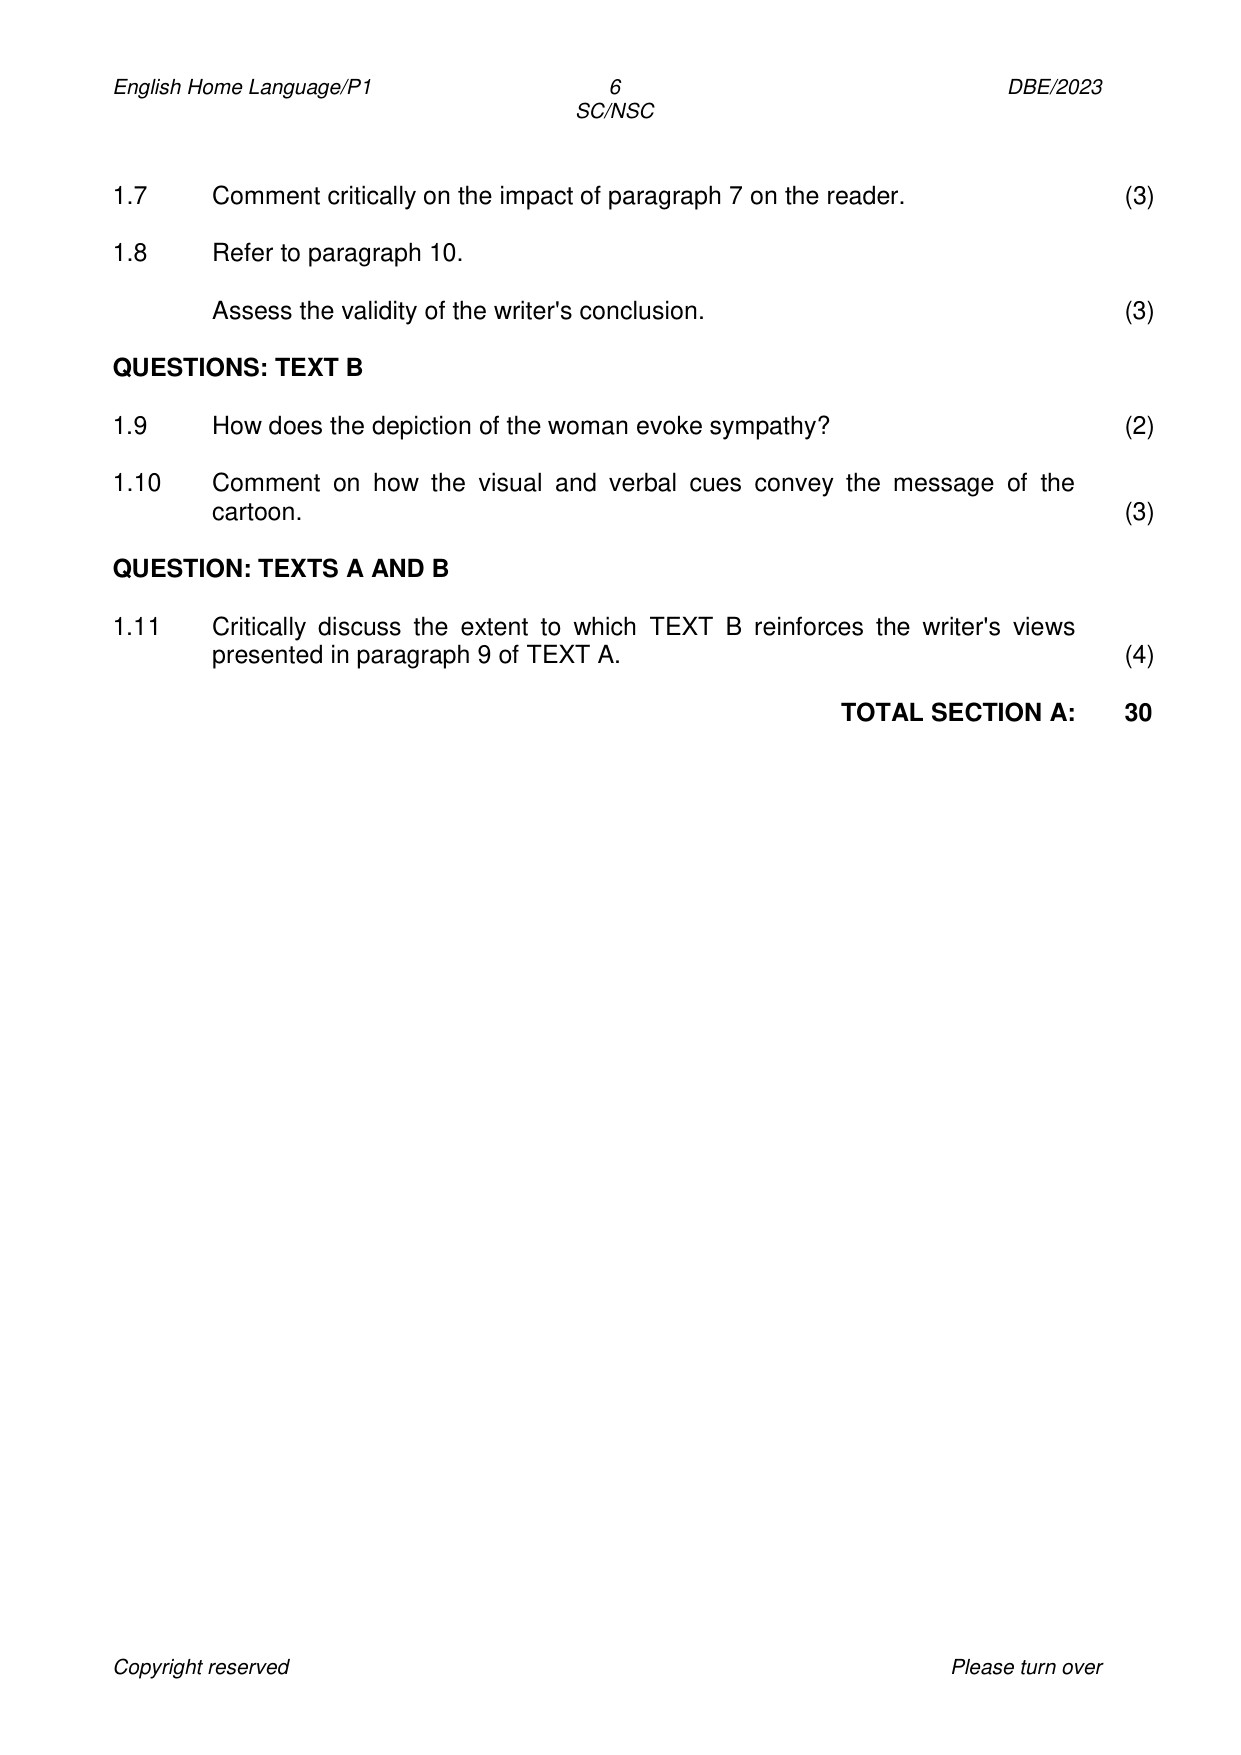 English Home Language/P1 6 DBE/2023
SC/NSC
1.7 Comment critically on the impact of paragraph 7 on the reader. (3)
1.8 Refer to paragraph 10.
Assess the validity of the writer's conclusion. (3)
QUESTIONS: TEXT B
1.9 How does the depiction of the woman evoke sympathy? (2)
1.10 Comment on how the visual and verbal cues convey the message of the
cartoon. (3)
QUESTION: TEXTS A AND B
1.11 Critically discuss the extent to which TEXT B reinforces the writer's views
presented in paragraph 9 of TEXT A. (4)
TOTAL SECTION A: 30
Copyright reserved Please turn over